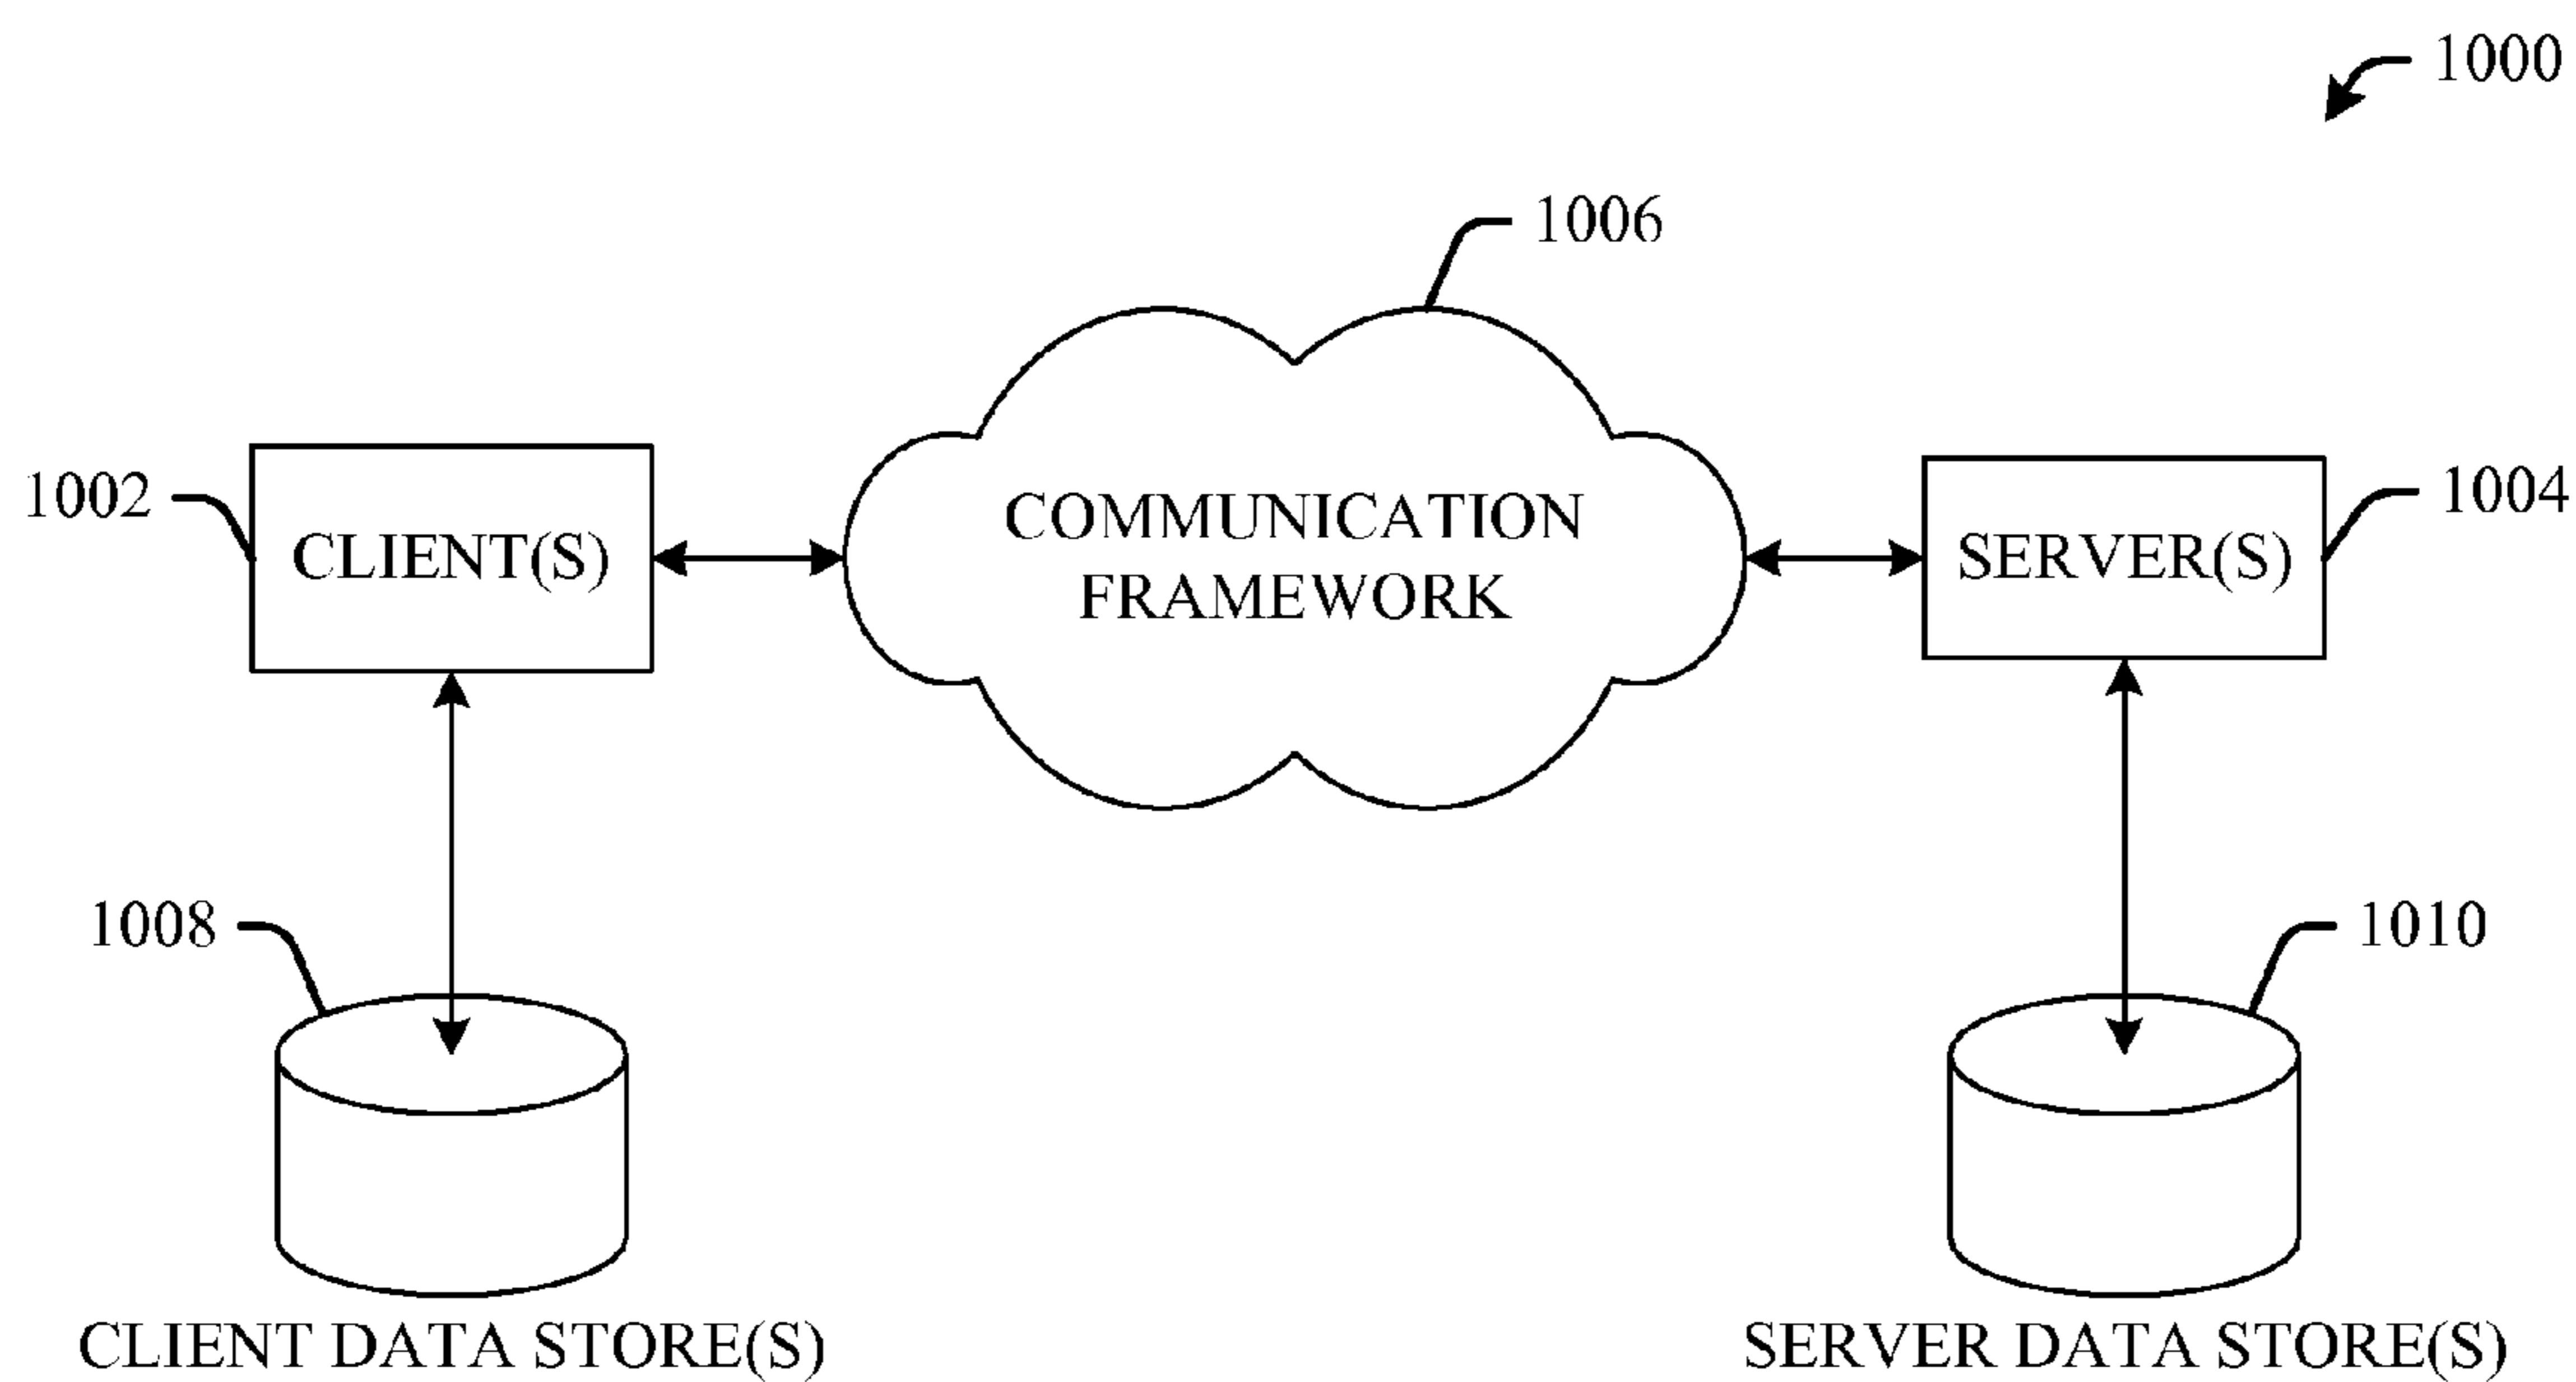 1000
1006
1002
CLIENT(S)
COMMUNICATION
FRAMEWORK
SERVER(S)
1004
1008
1010
CLIENT DATA STORE(S)
SERVER DATA STORE(S)